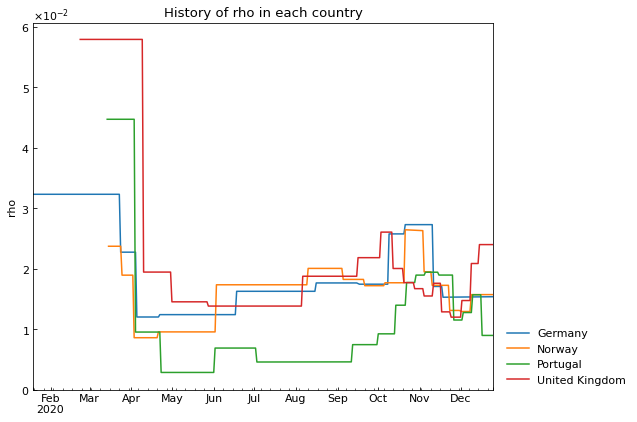 History of rho in each country
×10⁻²
6
5
4
3
2
1
0
rho
Feb Mar Apr May Jun Jul Aug Sep Oct Nov Dec
2020
Germany
Norway
Portugal
United Kingdom